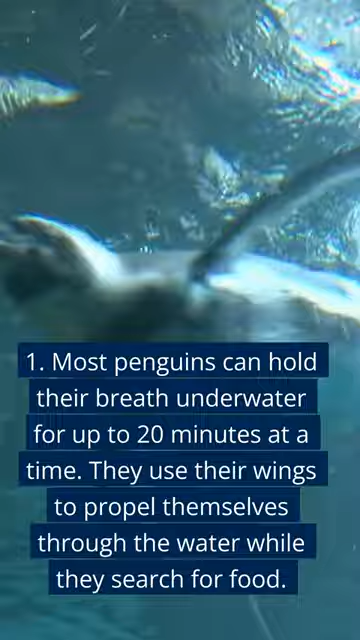 1. Most penguins can hold
their breath underwater
for up to 20 minutes at a
time. They use their wings
to propel themselves
through the water while
they search for food.